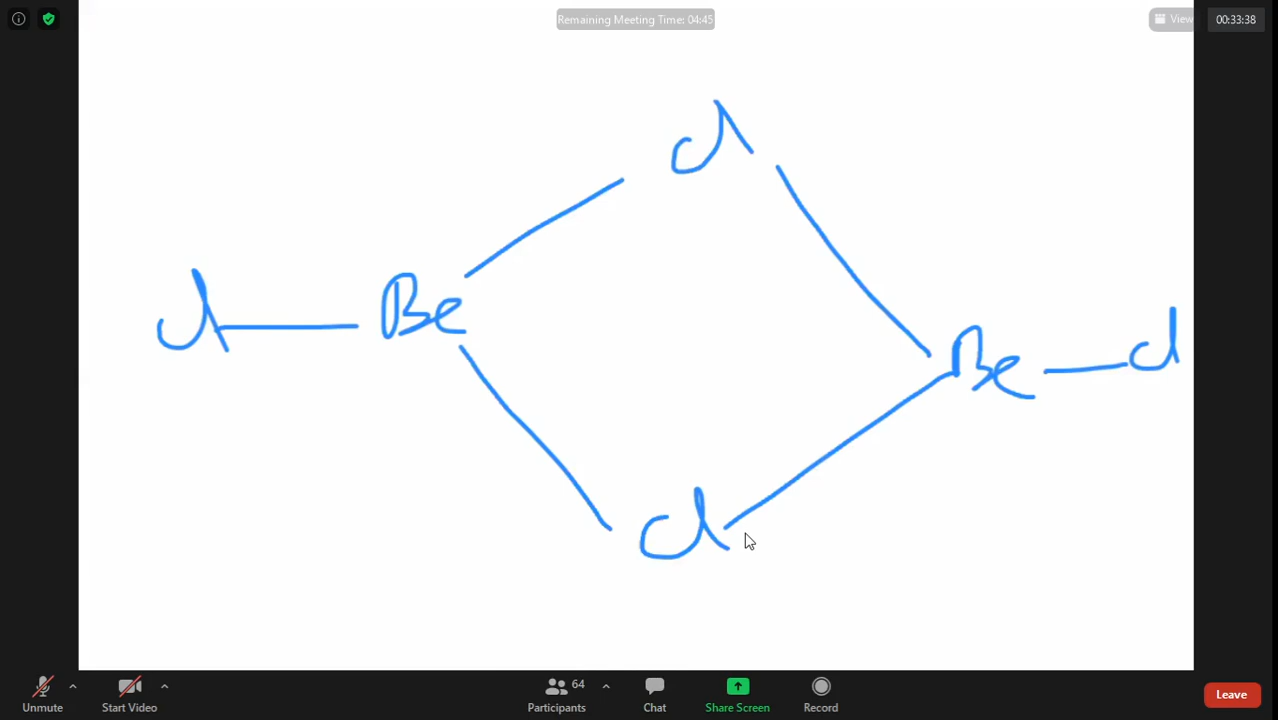 Remaining Meeting Time: 04:45
View
00:33:38
Cl
Cl Be
Be Cl
Cl
Unmute
Start Video
64
Participants
Chat
Share Screen
Record
Leave